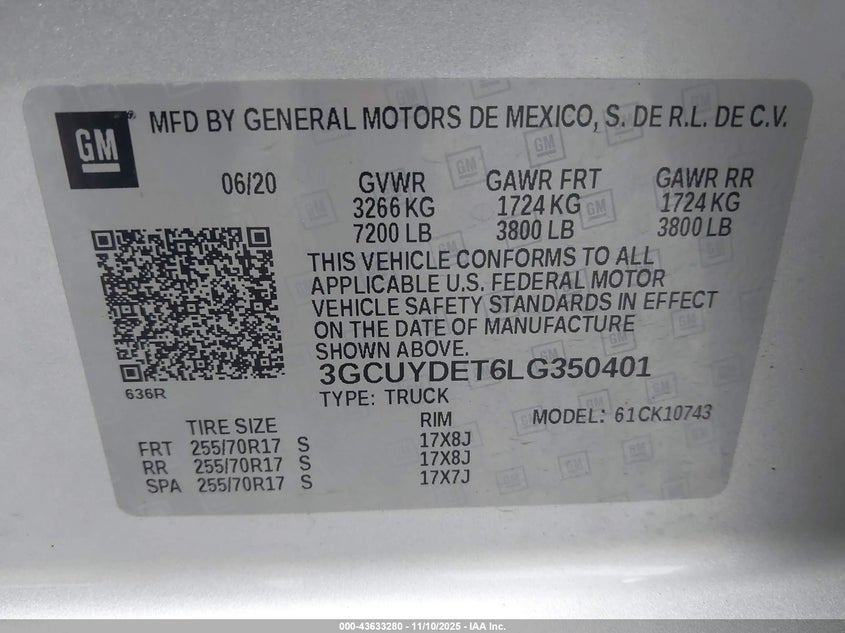 GM
MFD BY GENERAL MOTORS DE MEXICO, S. DE R.L. DE C.V.
06/20 GVWR GAWR FRT GAWR RR
3266 KG 1724 KG 1724 KG
7200 LB 3800 LB 3800 LB
THIS VEHICLE CONFORMS TO ALL
APPLICABLE U.S. FEDERAL MOTOR
VEHICLE SAFETY STANDARDS IN EFFECT
ON THE DATE OF MANUFACTURE
SHOWN ABOVE.
3GCUYDET6LG350401
636R
TYPE: TRUCK
TIRE SIZE RIM MODEL: 61CK10743
FRT 255/70R17 S 17X8J
RR 255/70R17 S 17X8J
SPA 255/70R17 S 17X7J
000-43633280 - 11/10/2025 - IAA Inc.